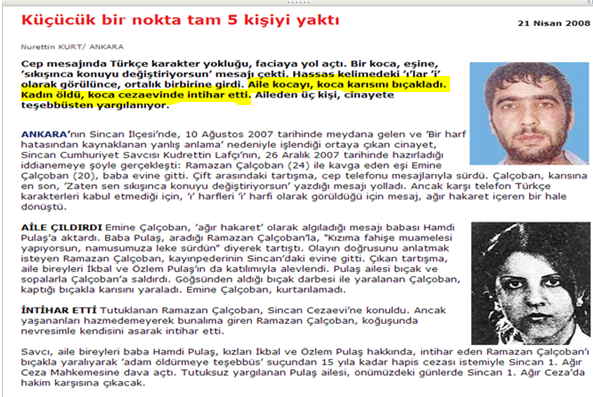 Küçücük bir nokta tam 5 kişiyi yaktı
21 Nisan 2008
Nurettin KURT/ ANKARA
Cep mesajında Türkçe karakter yokluğu, faciaya yol açtı. Bir koca, eşine,
‘sıkışınca konuyu değiştiriyorsun’ mesajı çekti. Hassas kelimedeki ‘ı’lar ‘i’
olarak görülünce, ortalık birbirine girdi. Aile kocayı, koca karısını bıçakladı.
Kadın öldü, koca cezaevinde intihar etti. Aileden üç kişi, cinayete
teşebbüsten yargılanıyor.
ANKARA’nın Sincan İlçesi’nde, 10 Ağustos 2007 tarihinde meydana gelen ve ‘Bir harf
hatasından kaynaklanan yanlış anlama’ nedeniyle işlendiği ortaya çıkan cinayet,
Sincan Cumhuriyet Savcısı Kudrettin Lafçı’nın, 26 Aralık 2007 tarihinde hazırladığı
iddianameye şöyle gerçekleşti: Ramazan Çalçoban (24) ile kavga eden eşi Emine
Çalçoban (20), baba evine gitti. Çift arasındaki tartışma, cep telefonu mesajlarıyla sürdü. Çalçoban, karısına
en son, ‘Zaten sen sıkışınca konuyu değiştiriyorsun’ yazdığı mesajı yolladı. Ancak karşı telefon Türkçe
karakterleri kabul etmediği için, ‘ı’ harfleri ‘i’ harfi olarak görüldüğü için mesaj, ağır hakaret içeren bir hale
dönüştü.
AİLE ÇILDIRDI Emine Çalçoban, ‘ağır hakaret’ olarak algıladığı mesajı babası Hamdi
Pulaş’a aktardı. Baba Pulaş, aradığı Ramazan Çalçoban’la, "Kızıma fahişe muamelesi
yapıyorsun, namusumuza leke sürdün" diyerek tartıştı. Olayın doğrusunu anlatmak
isteyen Ramazan Çalçoban, kayınpederinin Sincan’daki evine gitti. Çıkan tartışma,
aile bireyleri İkbal ve Özlem Pulaş’ın da katılımıyla alevlendi. Pulaş ailesi bıçak ve
sopalarla Çalçoban’a saldırdı. Göğsünden aldığı bıçak darbesi ile yaralanan Çalçoban,
kaptığı bıçakla karısını yaraladı. Emine Çalçoban, kurtarılamadı.
İNTİHAR ETTİ Tutuklanan Ramazan Çalçoban, Sincan Cezaevi’ne konuldu. Ancak
yaşananları hazmedemeyerek bunalıma giren Ramazan Çalçoban, koğuşunda
nevresimle kendisini asarak intihar etti.
Savcı, aile bireyleri baba Hamdi Pulaş, kızları İkbal ve Özlem Pulaş hakkında, intihar eden Ramazan Çalçoban’ı
bıçakla yaralıyarak ‘adam öldürmeye teşebbüs’ suçundan 15 yıla kadar hapis cezası istemiyle Sincan 1. Ağır
Ceza Mahkemesine dava açtı. Tutuksuz yargılanan Pulaş ailesi, önümüzdeki günlerde Sincan 1. Ağır Ceza’da
hakim karşısına çıkacak.